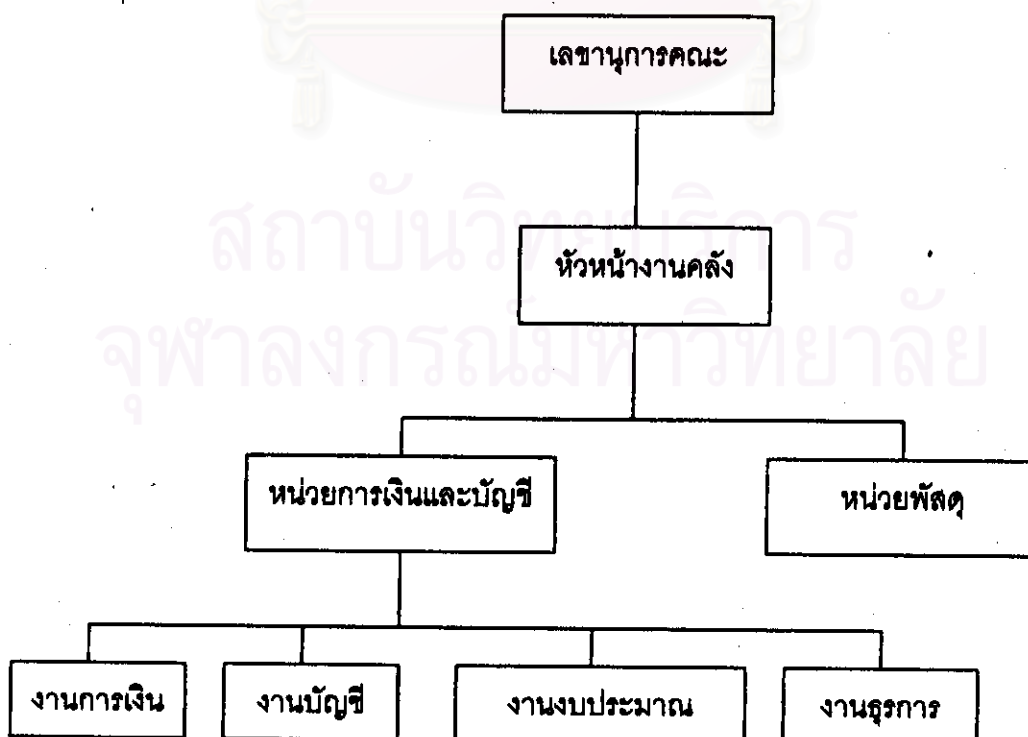 เลขานุการคณะ
สถาบันวิทยบริการ
หัวหน้างานคลัง
จุฬาลงกรณ์มหาวิทยาลัย
หน่วยการเงินและบัญชี
หน่วยพัสดุ
งานการเงิน
งานบัญชี
งานงบประมาณ
งานธุรการ